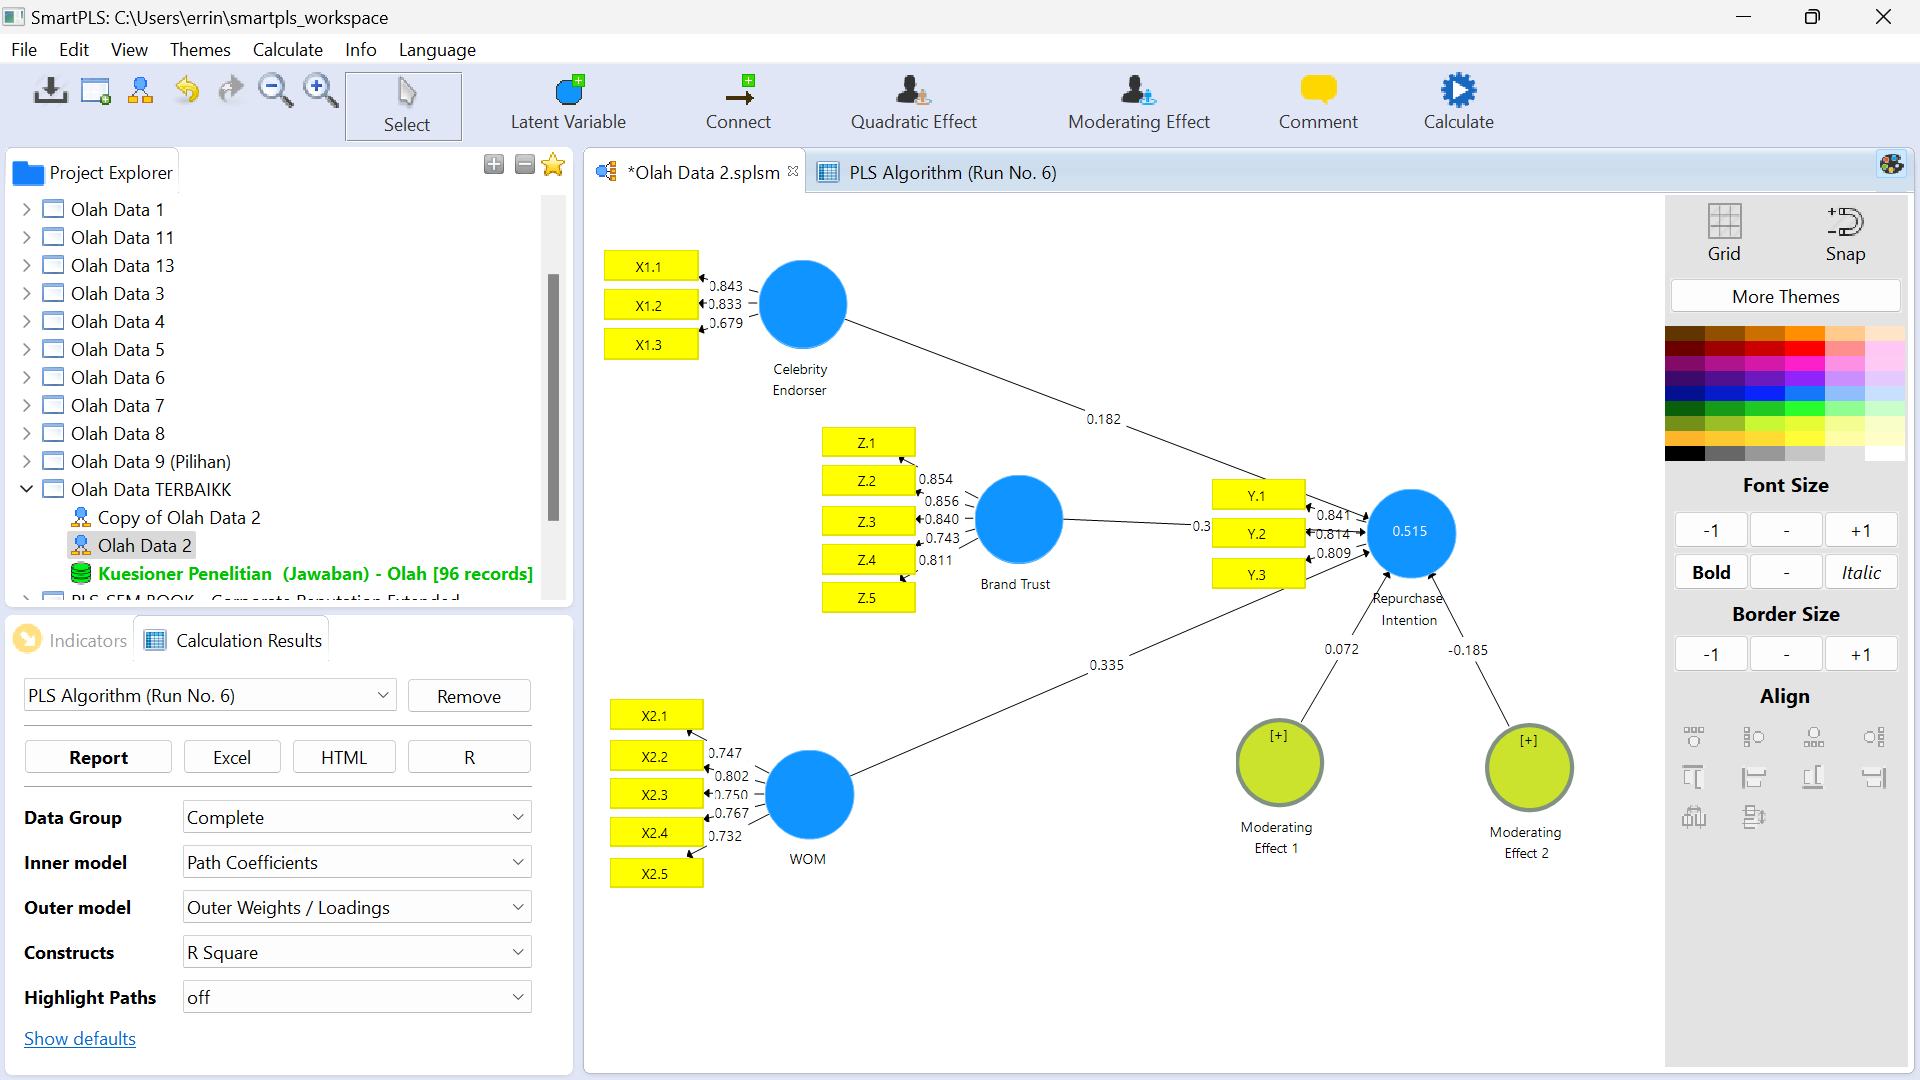 SmartPLS: C:\Users\errin\smartpls_workspace
File Edit View Themes Calculate Info Language
Select
Latent Variable
Connect
Quadratic Effect
Moderating Effect
Comment
Calculate
Project Explorer
Olah Data 1
Olah Data 11
Olah Data 13
Olah Data 3
Olah Data 4
Olah Data 5
Olah Data 6
Olah Data 7
Olah Data 8
Olah Data 9 (Pilihan)
Olah Data TERBAIKK
Copy of Olah Data 2
Olah Data 2
Kuesioner Penelitian (Jawaban) - Olah [96 records]
PLS-SEM BOOK - Corporate Reputation Extended
Indicators
Calculation Results
PLS Algorithm (Run No. 6)
Remove
Report
Excel
HTML
R
Data Group
Complete
Inner model
Path Coefficients
Outer model
Outer Weights / Loadings
Constructs
R Square
Highlight Paths
off
Show defaults
*Olah Data 2.splsm
PLS Algorithm (Run No. 6)
X1.1
X1.2
X1.3
0.843
0.833
0.679
Celebrity
Endorser
0.182
Z.1
Z.2
Z.3
Z.4
Z.5
0.854
0.856
0.840
0.743
0.811
Brand Trust
0.3
Y.1
Y.2
Y.3
0.841
0.814
0.809
0.515
Repurchase
Intention
0.072
-0.185
0.335
X2.1
X2.2
X2.3
X2.4
X2.5
0.747
0.802
0.750
0.767
0.732
WOM
[+]
Moderating
Effect 1
[+]
Moderating
Effect 2
Grid
Snap
More Themes
Font Size
-1
-
+1
Bold
-
Italic
Border Size
-1
-
+1
Align